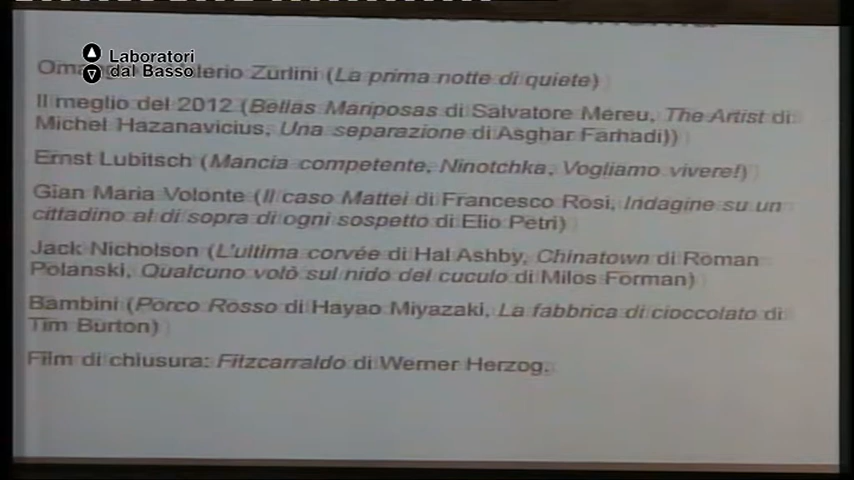 Laboratori
dal Basso
Valerio Zurlini (La prima notte di quiete)
Il meglio del 2012 (Bellas Mariposas di Salvatore Mereu, The Artist di
Michel Hazanavicius, Una separazione di Asghar Farhadi))
Ernst Lubitsch (Mancia competente, Ninotchka, Vogliamo vivere!)
Gian Maria Volonte (Il caso Mattei di Francesco Rosi, Indagine su un
cittadino al di sopra di ogni sospetto di Elio Petri)
Jack Nicholson (L'ultima corvée di Hal Ashby, Chinatown di Roman
Polanski, Qualcuno volò sul nido del cuculo di Milos Forman)
Bambini (Porco Rosso di Hayao Miyazaki, La fabbrica di cioccolato di
Tim Burton)
Film di chiusura: Fitzcarraldo di Werner Herzog.